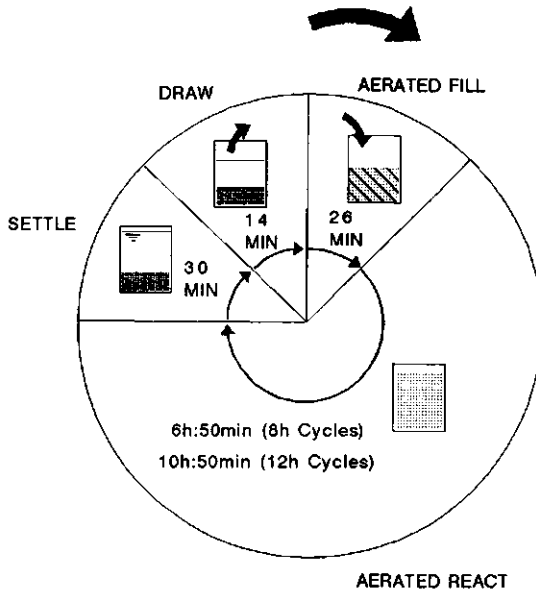 DRAW
AERATED FILL
SETTLE
14
MIN
26
MIN
30
MIN
6h:50min (8h Cycles)
10h:50min (12h Cycles)
AERATED REACT